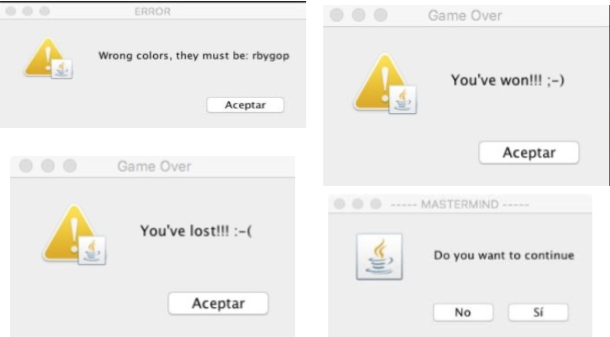 ERROR
Wrong colors, they must be: rbygop
Aceptar
Game Over
You've won!!! ;-)
Aceptar
Game Over
You've lost!!! :-(
Aceptar
----- MASTERMIND -----
Do you want to continue
No
Sí